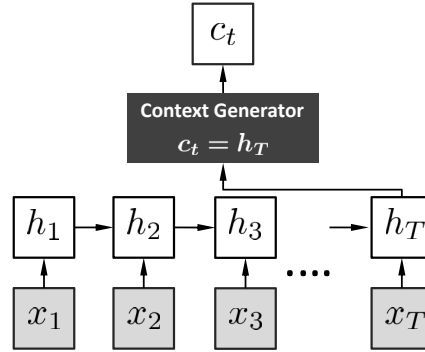 c_t
Context Generator
c_t = h_T
h_1 h_2 h_3 h_T
....
x_1 x_2 x_3 x_T